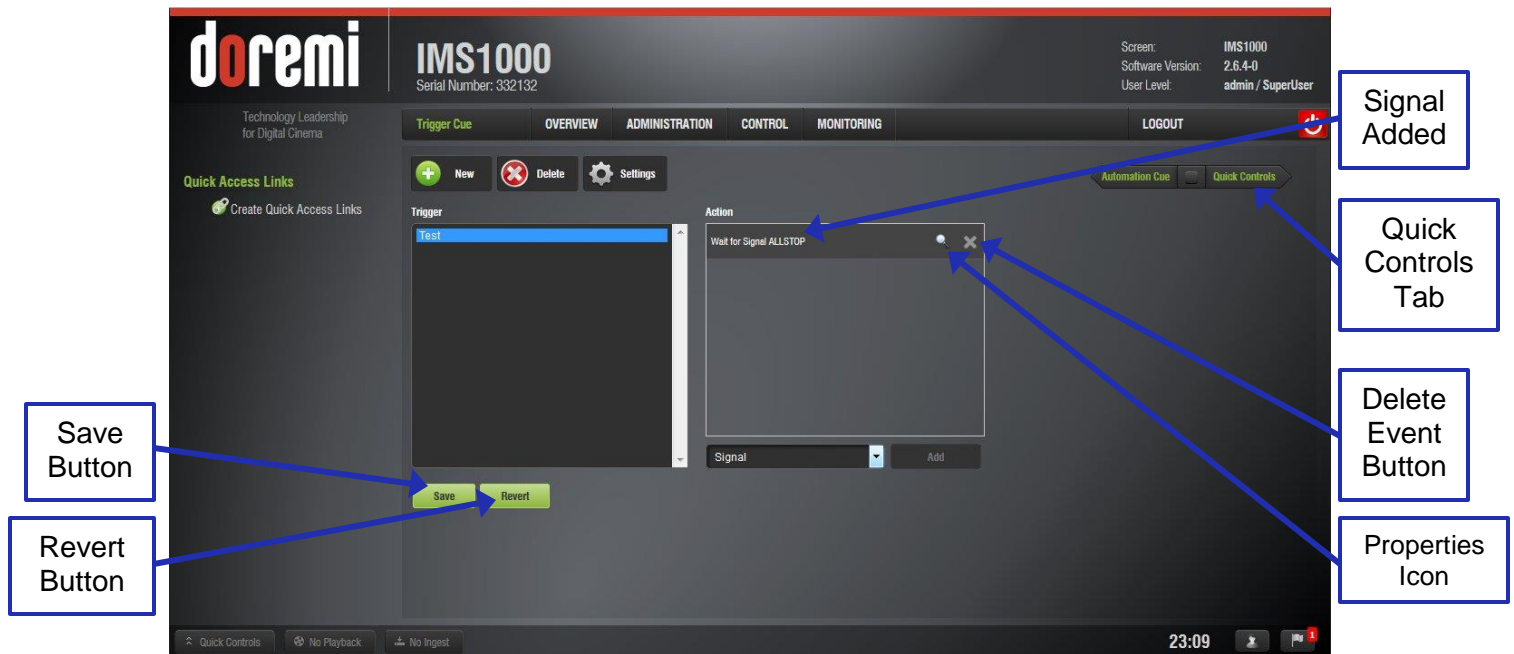 doremi
IMS1000
Serial Number: 332132
Screen: IMS1000
Software Version: 2.6.4-0
User Level: admin / SuperUser
Technology Leadership
for Digital Cinema
Trigger Cue OVERVIEW ADMINISTRATION CONTROL MONITORING LOGOUT
Signal
Added
Quick Access Links
Create Quick Access Links
New Delete Settings
Automation Cue Quick Controls
Trigger
Test
Action
Wait for Signal ALLSTOP
Signal Add
Save Revert
Quick
Controls
Tab
Delete
Event
Button
Properties
Icon
Save
Button
Revert
Button
Quick Controls No Playback No Ingest 23:09 1